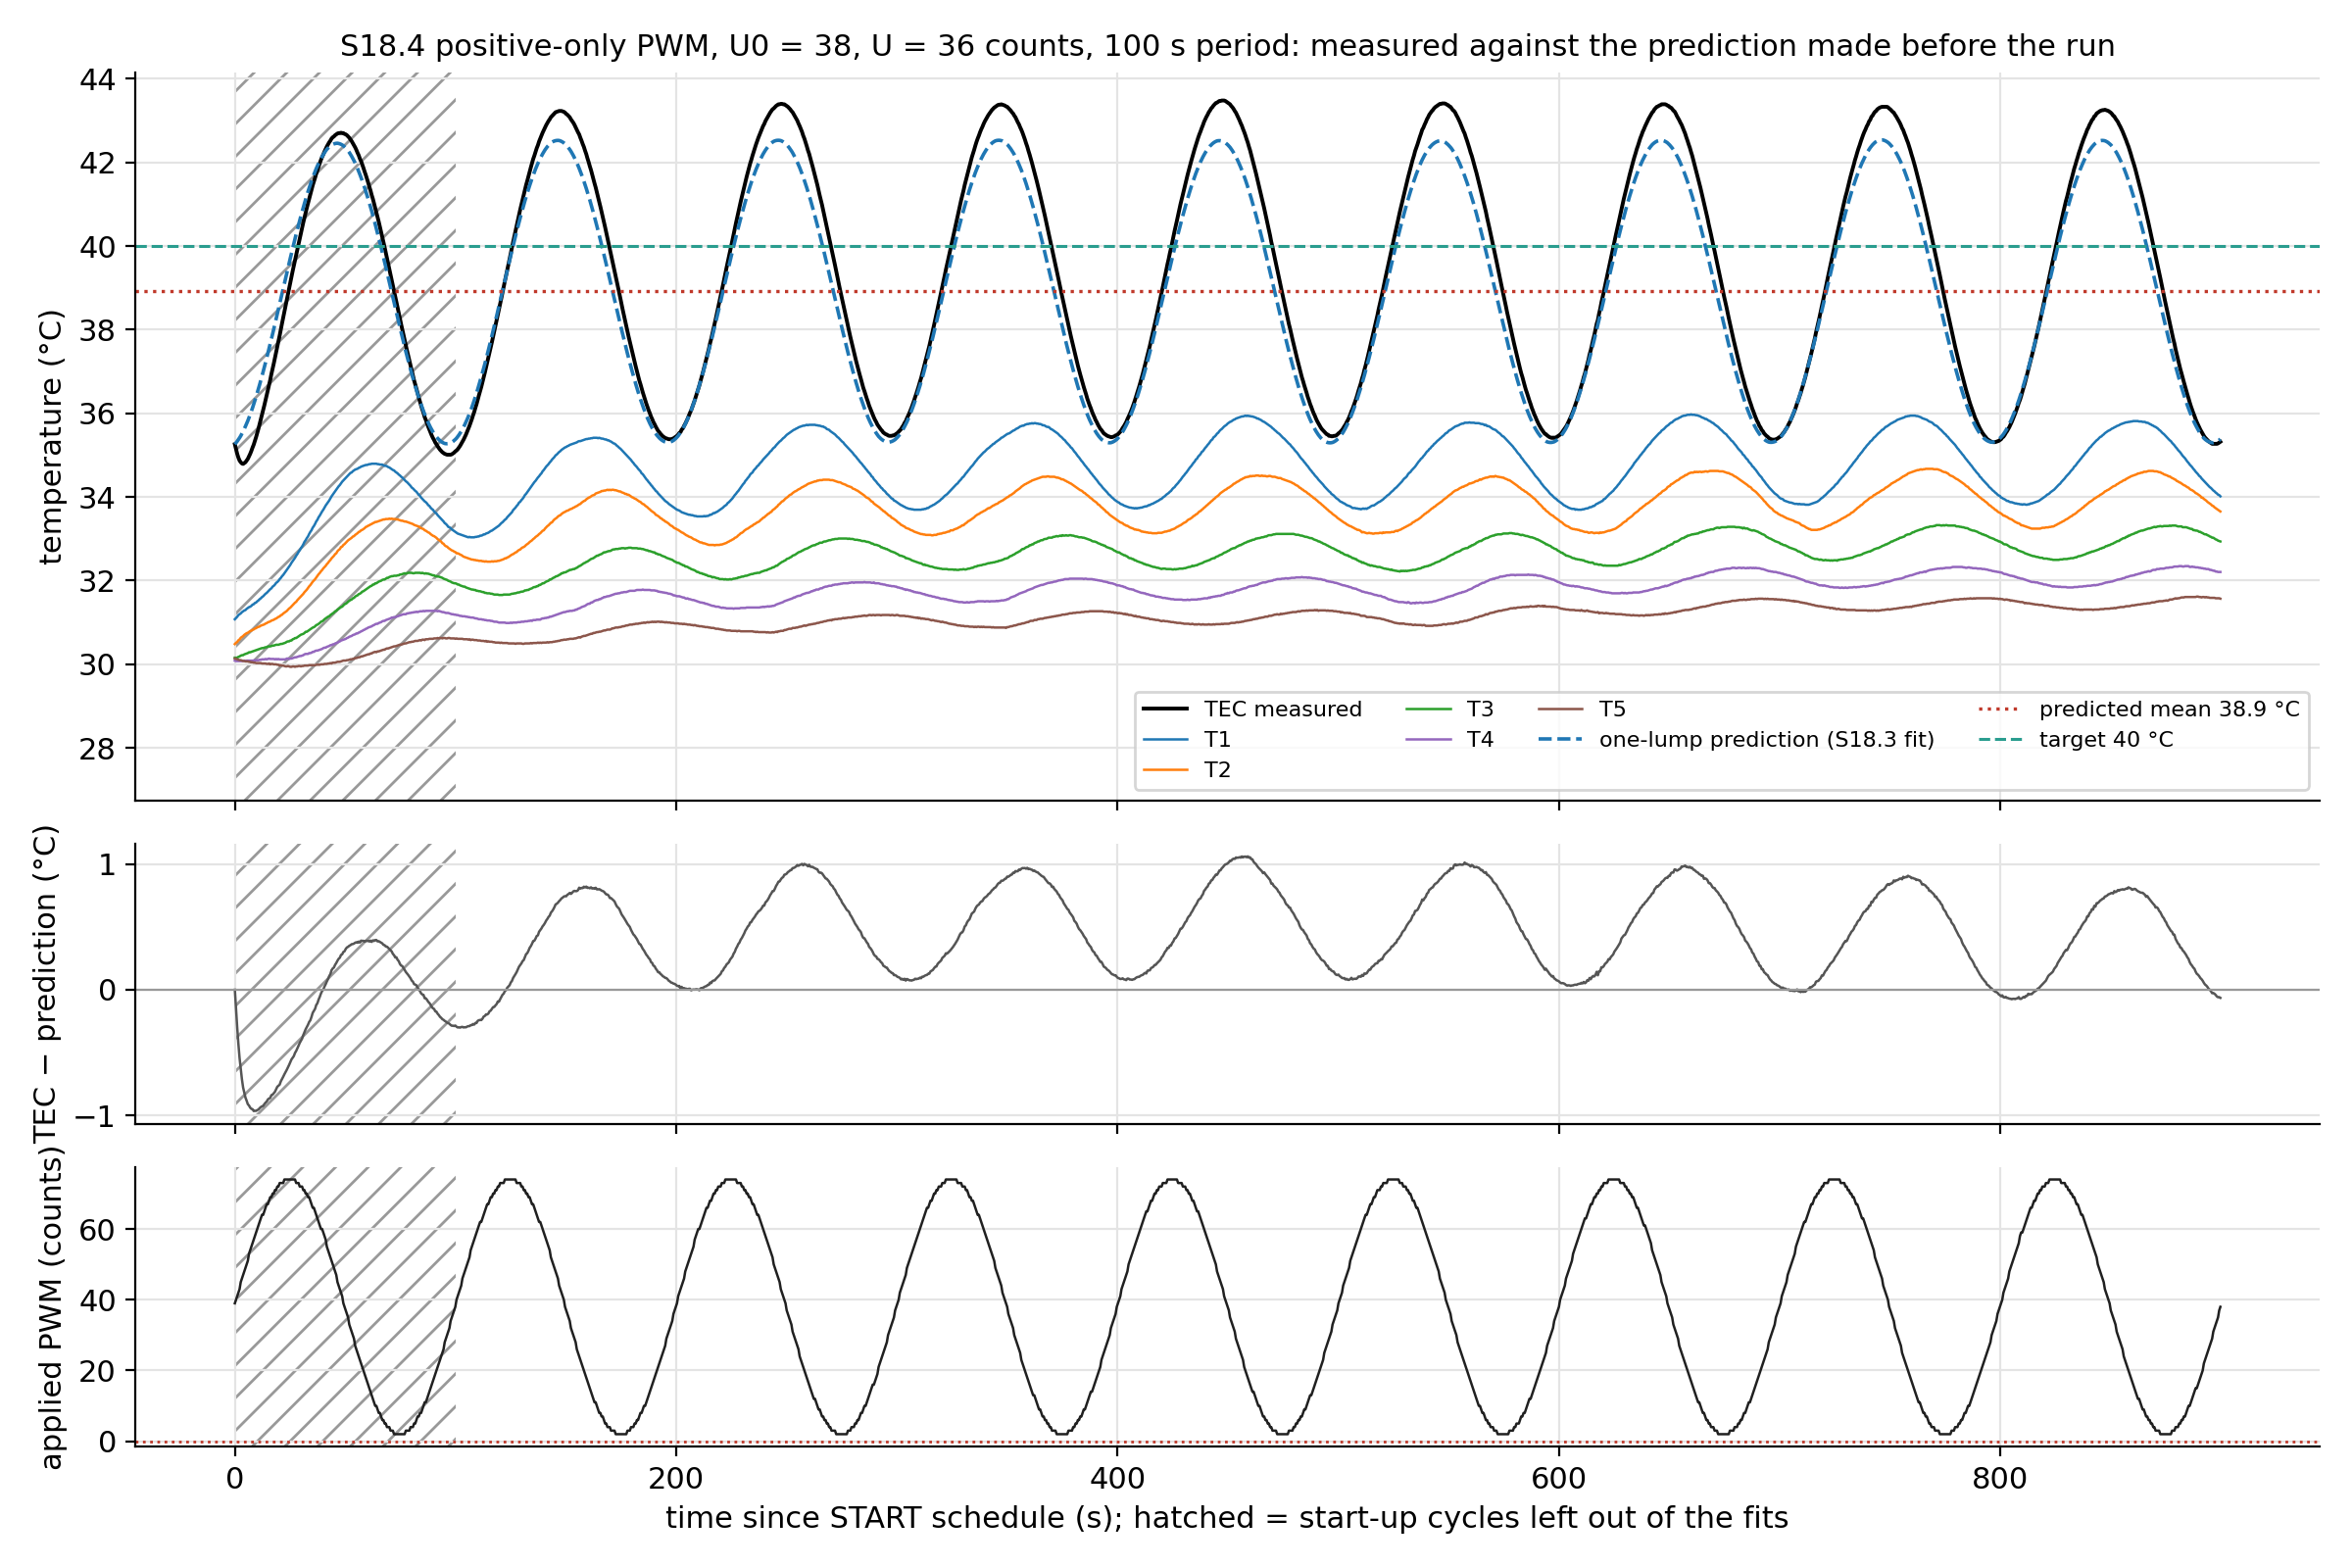 S18.4 positive-only PWM, U0 = 38, U = 36 counts, 100 s period: measured against the prediction made before the run
temperature (°C)
44
42
40
38
36
34
32
30
28
TEC measured
T1
T2
T3
T4
T5
one-lump prediction (S18.3 fit)
predicted mean 38.9 °C
target 40 °C
TEC − prediction (°C)
1
0
−1
applied PWM (counts)
60
40
20
0
0 200 400 600 800
time since START schedule (s); hatched = start-up cycles left out of the fits